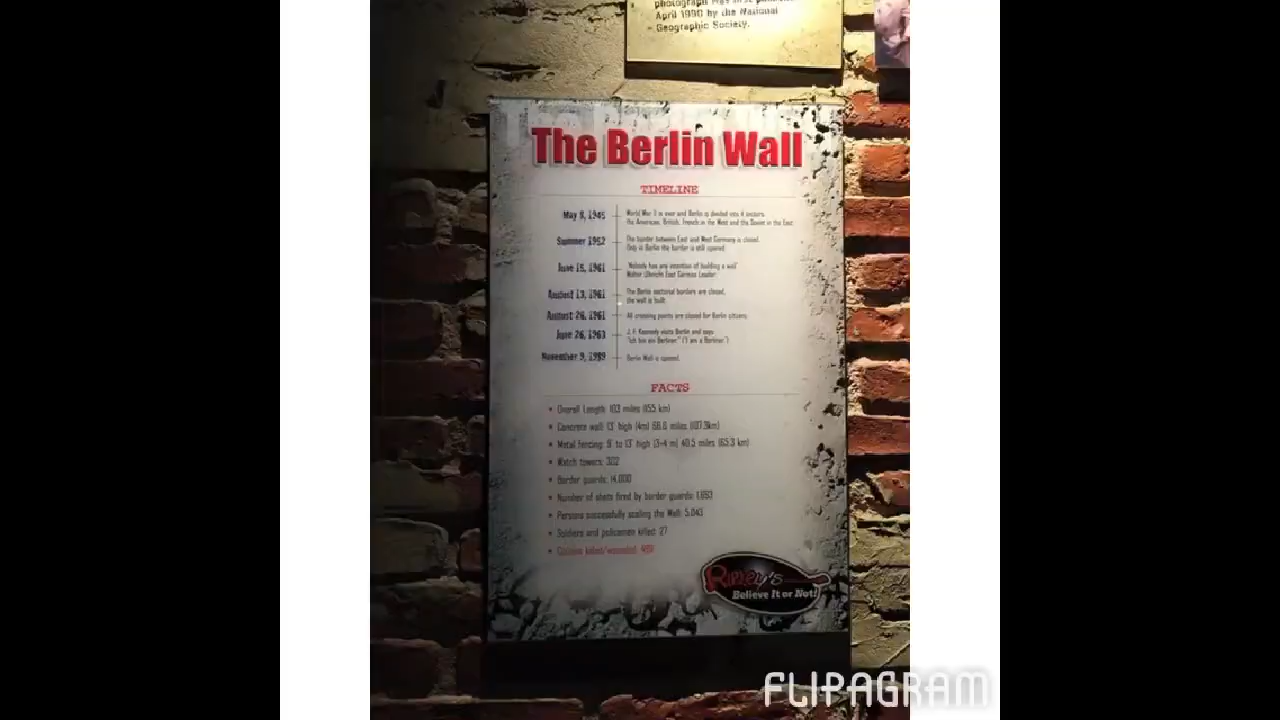 April 1990 by the National
Geographic Society.
The Berlin Wall
TIMELINE
May 8, 1945
World War II is over and Berlin is divided into 4 sectors.
the American, British, French in the West and the Soviet in the East.
Summer 1952
The border between East and West Germany is closed.
Only in Berlin the border is still opened.
June 15, 1961
"Nobody has any intention of building a wall"
Walter Ulbricht East German Leader
August 13, 1961
The Berlin sectional borders are closed,
the wall is built
August 26, 1961
All crossing points are closed for Berlin citizens.
June 26, 1963
J. F. Kennedy visits Berlin and says
"Ich bin ein Berliner." ("I am a Berliner.")
November 9, 1989
Berlin Wall is opened.
FACTS
• Overall Length: 103 miles (155 km)
• Concrete wall: 13' high (4m) 66.6 miles (107.3km)
• Metal fencing: 9' to 13' high (3-4 m) 40.5 miles (65.3 km)
• Watch towers: 302
• Border guards: 14,000
• Number of shots fired by border guards: 1,693
• Persons successfully scaling the Wall: 5,043
• Soldiers and policemen killed: 27
• Civilians killed/wounded:
Ripley's
Believe It or Not!
FLIPAGRAM